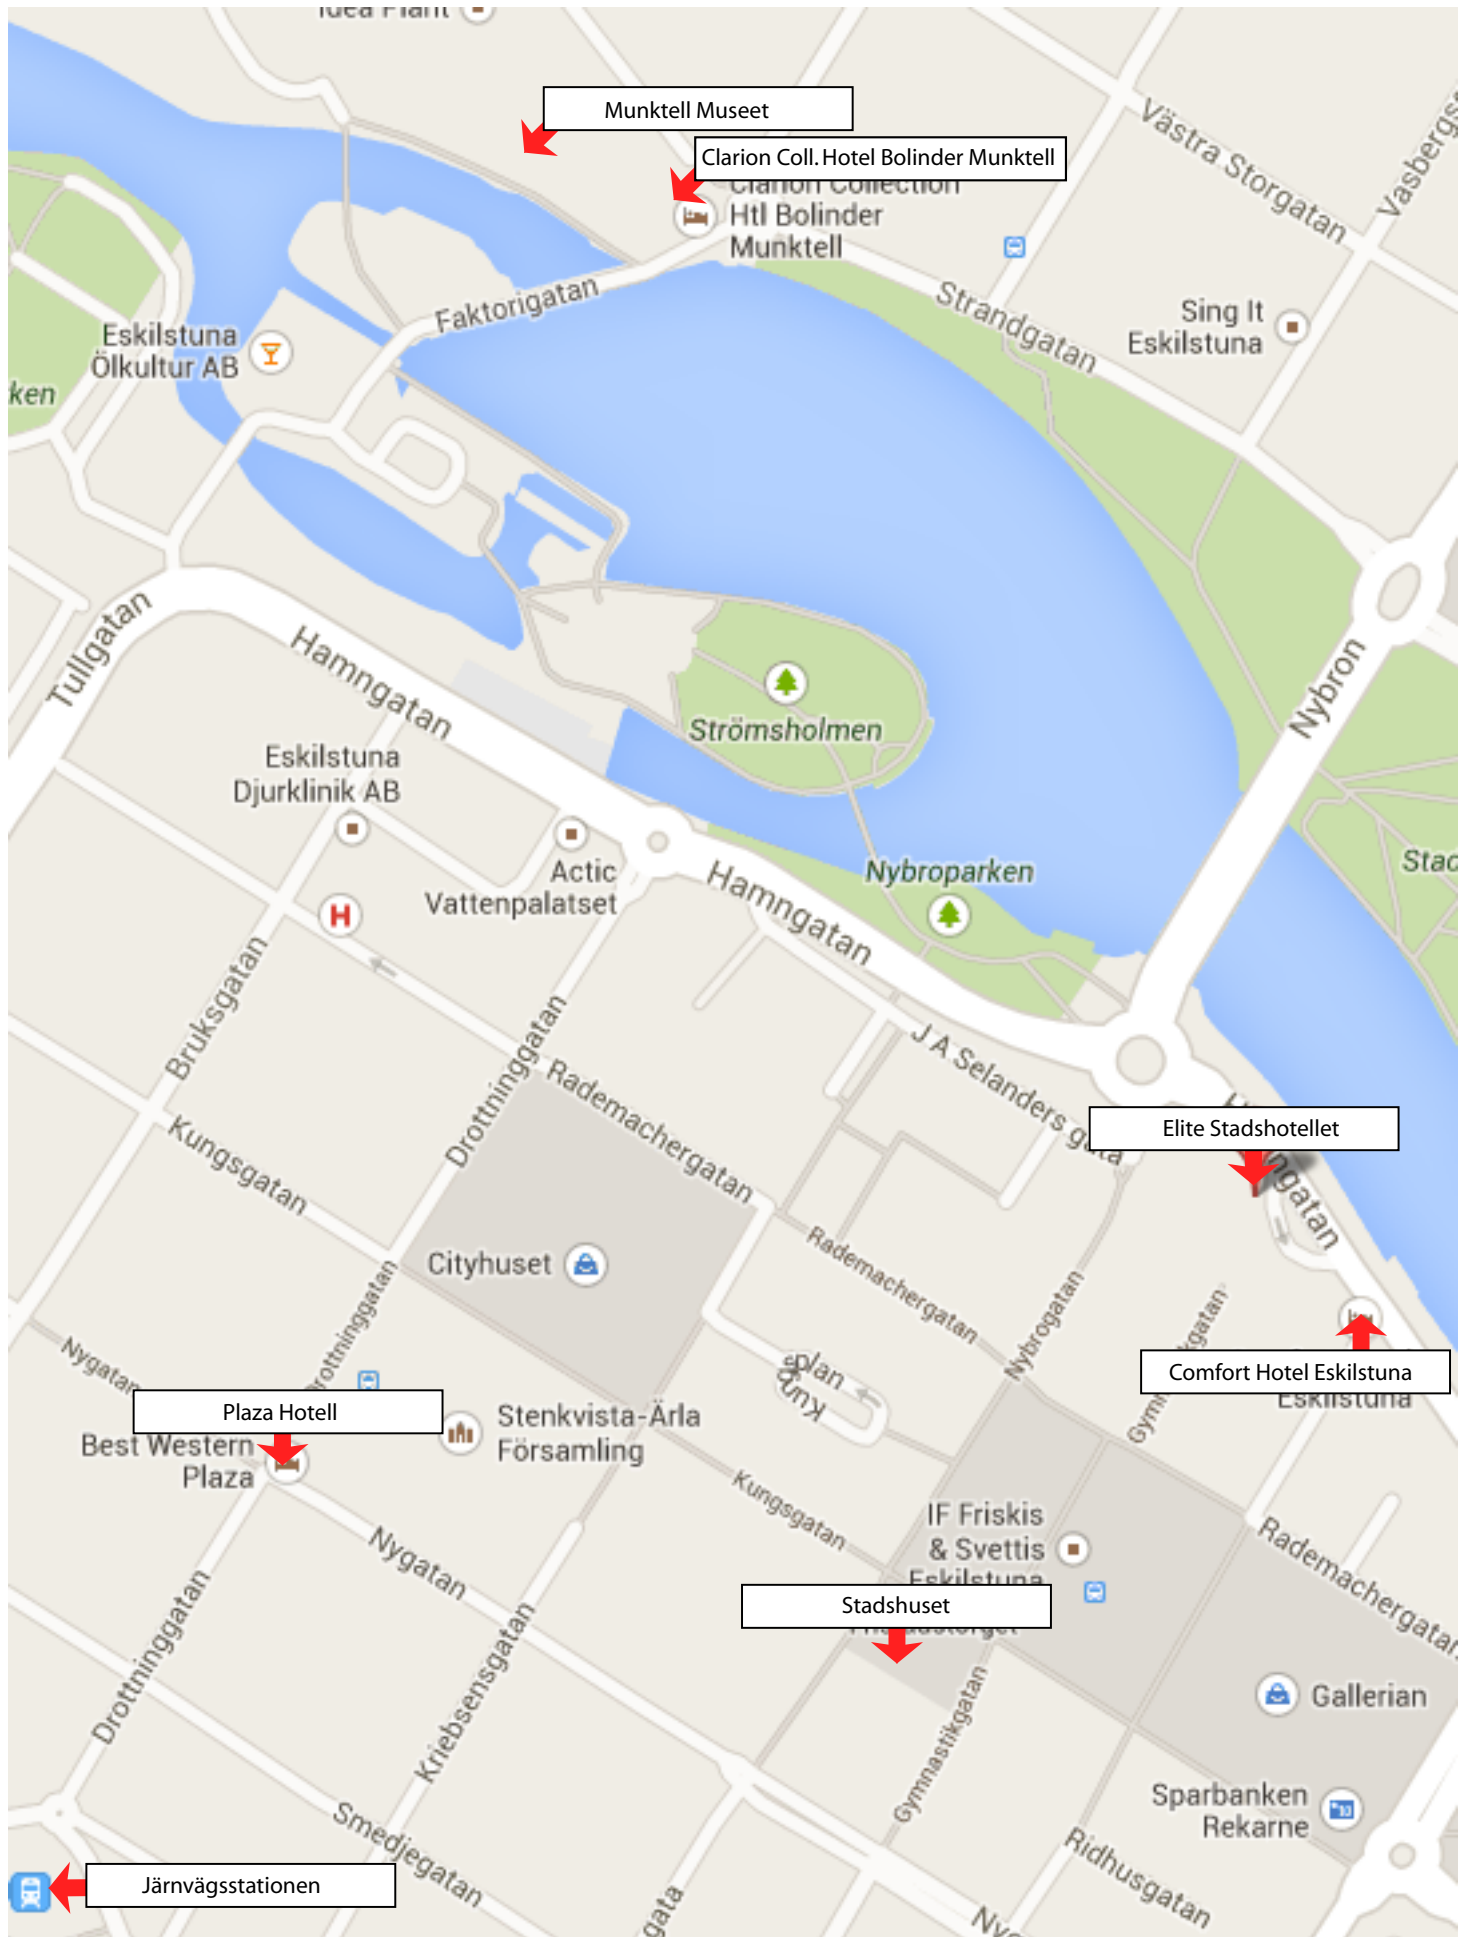 Idea Plant
Munktell Museet
Clarion Coll. Hotel Bolinder Munktell
Clarion Collection
Htl Bolinder
Munktell
Västra Storgatan
Faktorigatan
Strandgatan
Sing It
Eskilstuna
Eskilstuna
Ölkultur AB
ken
Tullgatan
Hamngatan
Nybron
Strömsholmen
Eskilstuna
Djurklinik AB
Actic
Vattenpalatset
H
Nybroparken
Hamngatan
Bruksgatan
Drottninggatan
Rademachergatan
J A Selanders gata
Elite Stadshotellet
Kungsgatan
Cityhuset
Rademachergatan
Nybrogatan
Drottninggatan
Nygatan
Comfort Hotel Eskilstuna
Eskilstuna
Plaza Hotell
Best Western
Plaza
Stenkvista-Ärla
Församling
Kungsgatan
IF Friskis
& Svettis
Eskilstuna
Rademachergatan
Nygatan
Stadshuset
Drottninggatan
Kriebsensgatan
Gymnastikgatan
Gallerian
Sparbanken
Rekarne
Smedjegatan
Ridhusgatan
Järnvägsstationen
gata